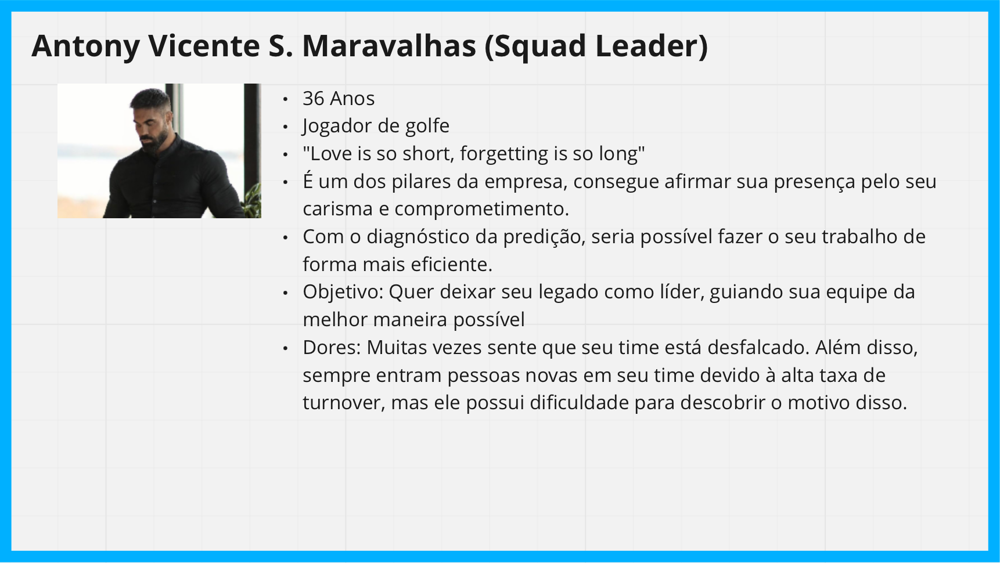 Antony Vicente S. Maravalhas (Squad Leader)
• 36 Anos
• Jogador de golfe
• "Love is so short, forgetting is so long"
• É um dos pilares da empresa, consegue afirmar sua presença pelo seu
carisma e comprometimento.
• Com o diagnóstico da predição, seria possível fazer o seu trabalho de
forma mais eficiente.
• Objetivo: Quer deixar seu legado como líder, guiando sua equipe da
melhor maneira possível
• Dores: Muitas vezes sente que seu time está desfalcado. Além disso,
sempre entram pessoas novas em seu time devido à alta taxa de
turnover, mas ele possui dificuldade para descobrir o motivo disso.